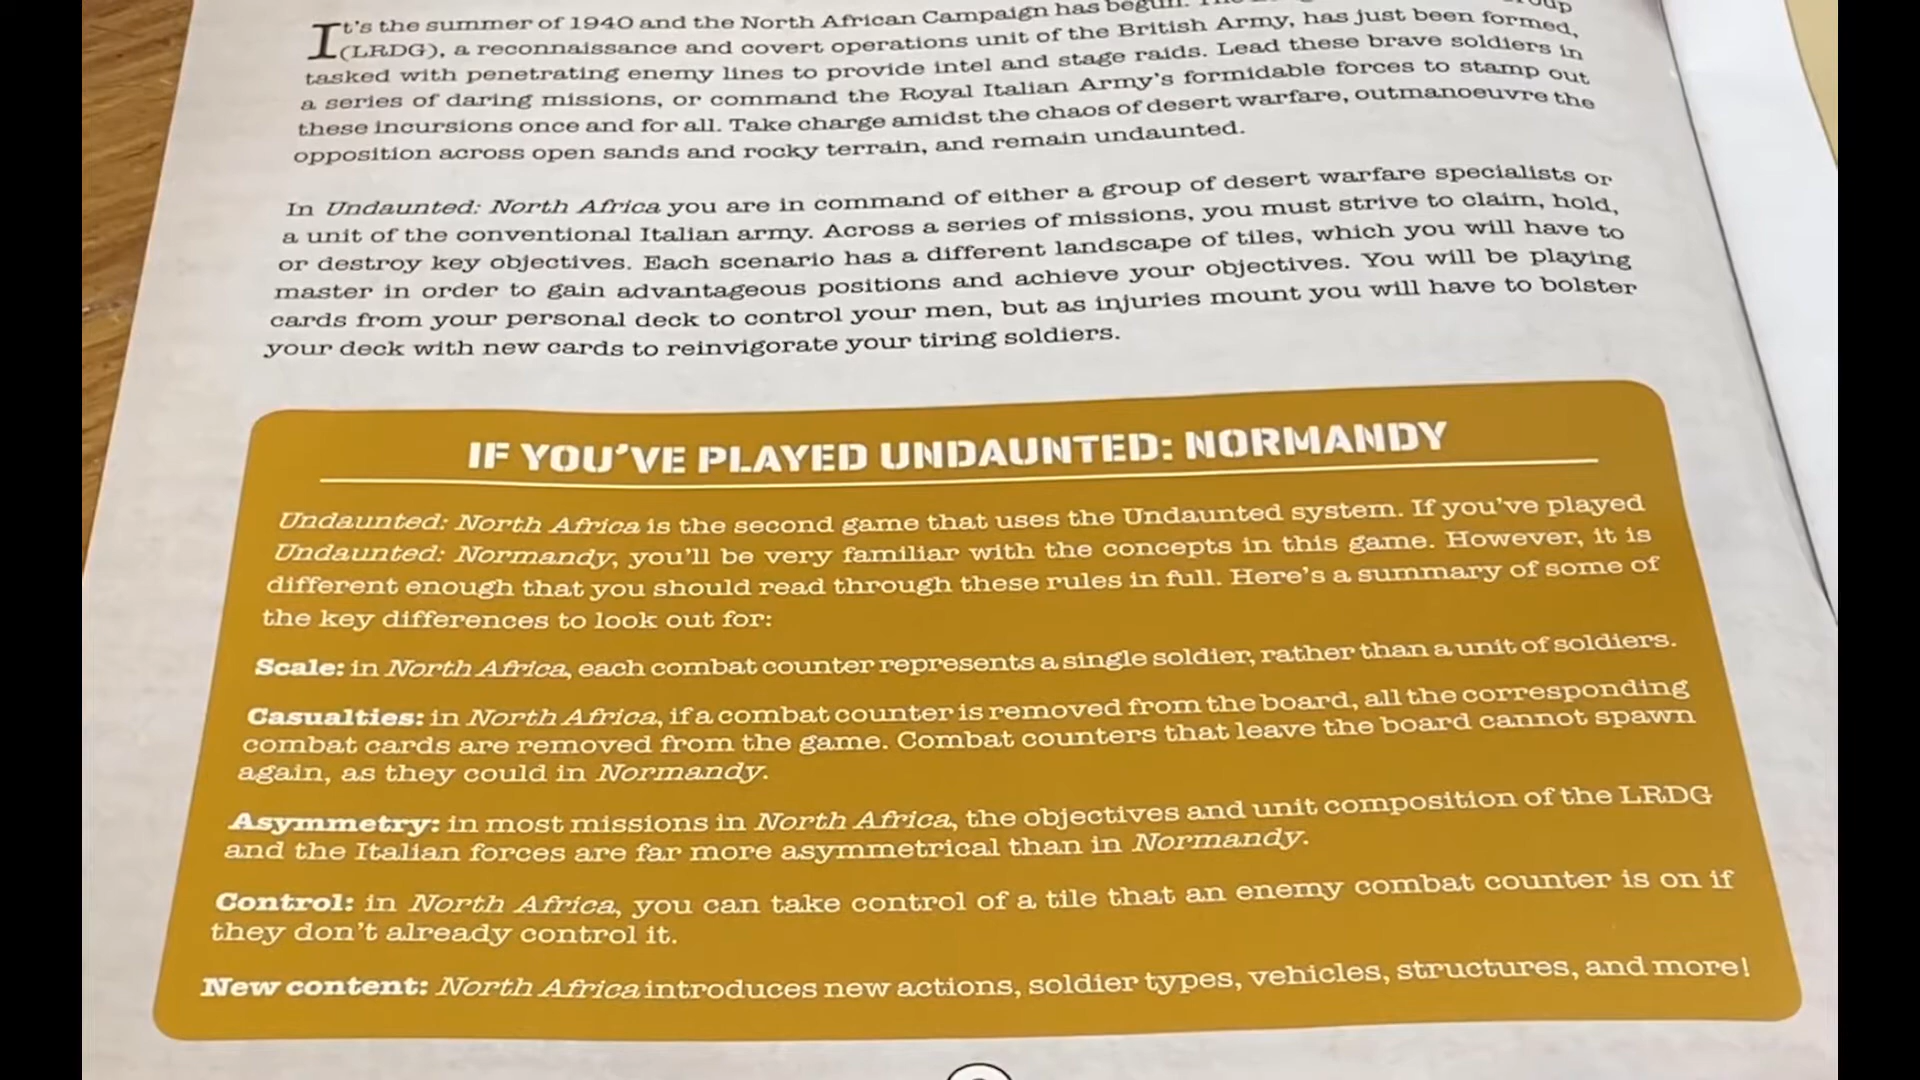 It's the summer of 1940 and the North African Campaign has begun.
(LRDG), a reconnaissance and covert operations unit of the British Army, has just been formed,
tasked with penetrating enemy lines to provide intel and stage raids. Lead these brave soldiers in
a series of daring missions, or command the Royal Italian Army's formidable forces to stamp out
these incursions once and for all. Take charge amidst the chaos of desert warfare, outmanoeuvre the
opposition across open sands and rocky terrain, and remain undaunted.
In Undaunted: North Africa you are in command of either a group of desert warfare specialists or
a unit of the conventional Italian army. Across a series of missions, you must strive to claim, hold,
or destroy key objectives. Each scenario has a different landscape of tiles, which you will have to
master in order to gain advantageous positions and achieve your objectives. You will be playing
cards from your personal deck to control your men, but as injuries mount you will have to bolster
your deck with new cards to reinvigorate your tiring soldiers.
IF YOU'VE PLAYED UNDAUNTED: NORMANDY
Undaunted: North Africa is the second game that uses the Undaunted system. If you've played
Undaunted: Normandy, you'll be very familiar with the concepts in this game. However, it is
different enough that you should read through these rules in full. Here's a summary of some of
the key differences to look out for:
Scale: in North Africa, each combat counter represents a single soldier, rather than a unit of soldiers.
Casualties: in North Africa, if a combat counter is removed from the board, all the corresponding
combat cards are removed from the game. Combat counters that leave the board cannot spawn
again, as they could in Normandy.
Asymmetry: in most missions in North Africa, the objectives and unit composition of the LRDG
and the Italian forces are far more asymmetrical than in Normandy.
Control: in North Africa, you can take control of a tile that an enemy combat counter is on if
they don't already control it.
New content: North Africa introduces new actions, soldier types, vehicles, structures, and more!